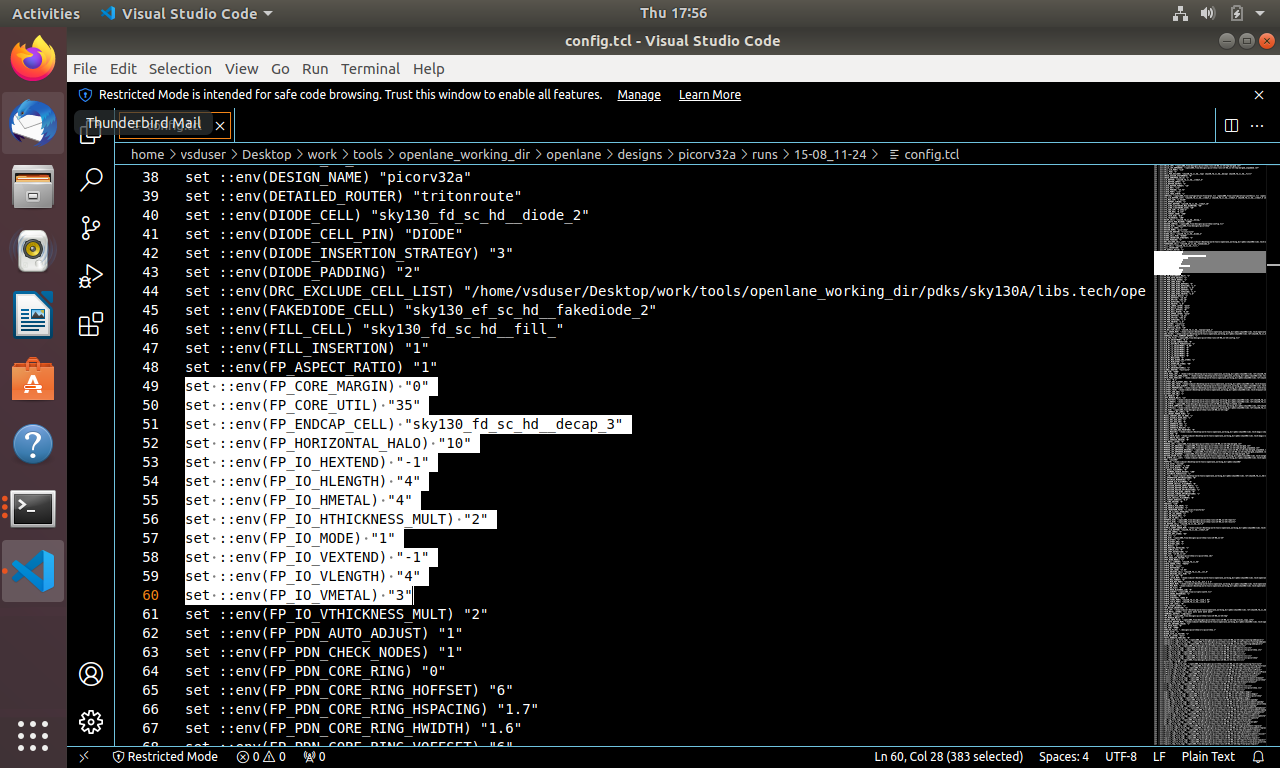 Activities Visual Studio Code Thu 17:56
config.tcl - Visual Studio Code
File Edit Selection View Go Run Terminal Help
Restricted Mode is intended for safe code browsing. Trust this window to enable all features. Manage Learn More
Thunderbird Mail
home > vsduser > Desktop > work > tools > openlane_working_dir > openlane > designs > picorv32a > runs > 15-08_11-24 > config.tcl
38 set ::env(DESIGN_NAME) "picorv32a"
39 set ::env(DETAILED_ROUTER) "tritonroute"
40 set ::env(DIODE_CELL) "sky130_fd_sc_hd__diode_2"
41 set ::env(DIODE_CELL_PIN) "DIODE"
42 set ::env(DIODE_INSERTION_STRATEGY) "3"
43 set ::env(DIODE_PADDING) "2"
44 set ::env(DRC_EXCLUDE_CELL_LIST) "/home/vsduser/Desktop/work/tools/openlane_working_dir/pdks/sky130A/libs.tech/ope
45 set ::env(FAKEDIODE_CELL) "sky130_ef_sc_hd__fakediode_2"
46 set ::env(FILL_CELL) "sky130_fd_sc_hd__fill_"
47 set ::env(FILL_INSERTION) "1"
48 set ::env(FP_ASPECT_RATIO) "1"
49 set ::env(FP_CORE_MARGIN) "0"
50 set ::env(FP_CORE_UTIL) "35"
51 set ::env(FP_ENDCAP_CELL) "sky130_fd_sc_hd__decap_3"
52 set ::env(FP_HORIZONTAL_HALO) "10"
53 set ::env(FP_IO_HEXTEND) "-1"
54 set ::env(FP_IO_HLENGTH) "4"
55 set ::env(FP_IO_HMETAL) "4"
56 set ::env(FP_IO_HTHICKNESS_MULT) "2"
57 set ::env(FP_IO_MODE) "1"
58 set ::env(FP_IO_VEXTEND) "-1"
59 set ::env(FP_IO_VLENGTH) "4"
60 set ::env(FP_IO_VMETAL) "3"
61 set ::env(FP_IO_VTHICKNESS_MULT) "2"
62 set ::env(FP_PDN_AUTO_ADJUST) "1"
63 set ::env(FP_PDN_CHECK_NODES) "1"
64 set ::env(FP_PDN_CORE_RING) "0"
65 set ::env(FP_PDN_CORE_RING_HOFFSET) "6"
66 set ::env(FP_PDN_CORE_RING_HSPACING) "1.7"
67 set ::env(FP_PDN_CORE_RING_HWIDTH) "1.6"
68 set ::env(FP_PDN_CORE_RING_VOFFSET) "6"
Restricted Mode 0 0 0 Ln 60, Col 28 (383 selected) Spaces: 4 UTF-8 LF Plain Text